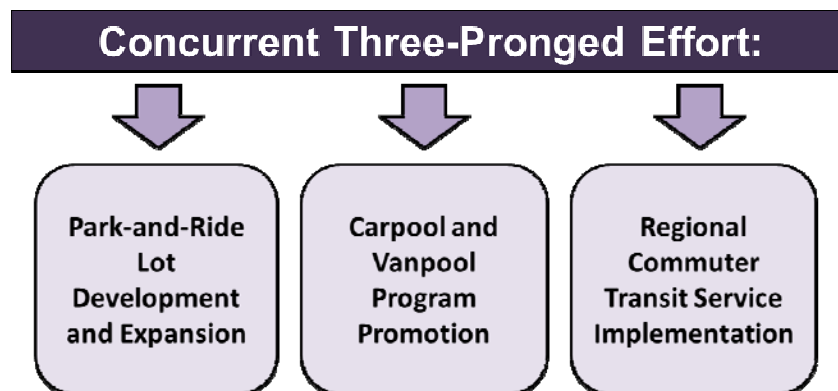 Concurrent Three-Pronged Effort:
Park-and-Ride
Lot
Development
and Expansion
Carpool and
Vanpool
Program
Promotion
Regional
Commuter
Transit Service
Implementation